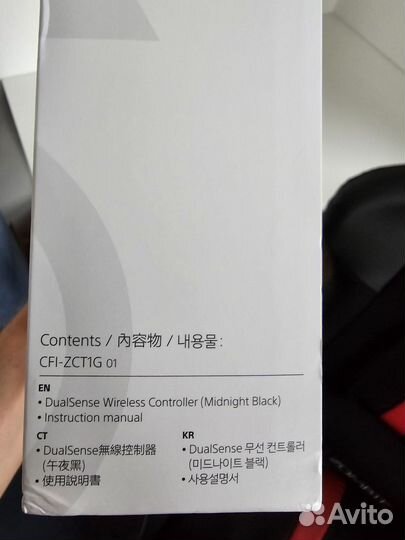 Contents / 內容物 / 내용물:
CFI-ZCT1G 01
EN
• DualSense Wireless Controller (Midnight Black)
• Instruction manual
CT
• DualSense無線控制器
(午夜黑)
• 使用說明書
KR
• DualSense 무선 컨트롤러
(미드나이트 블랙)
• 사용설명서
Avito